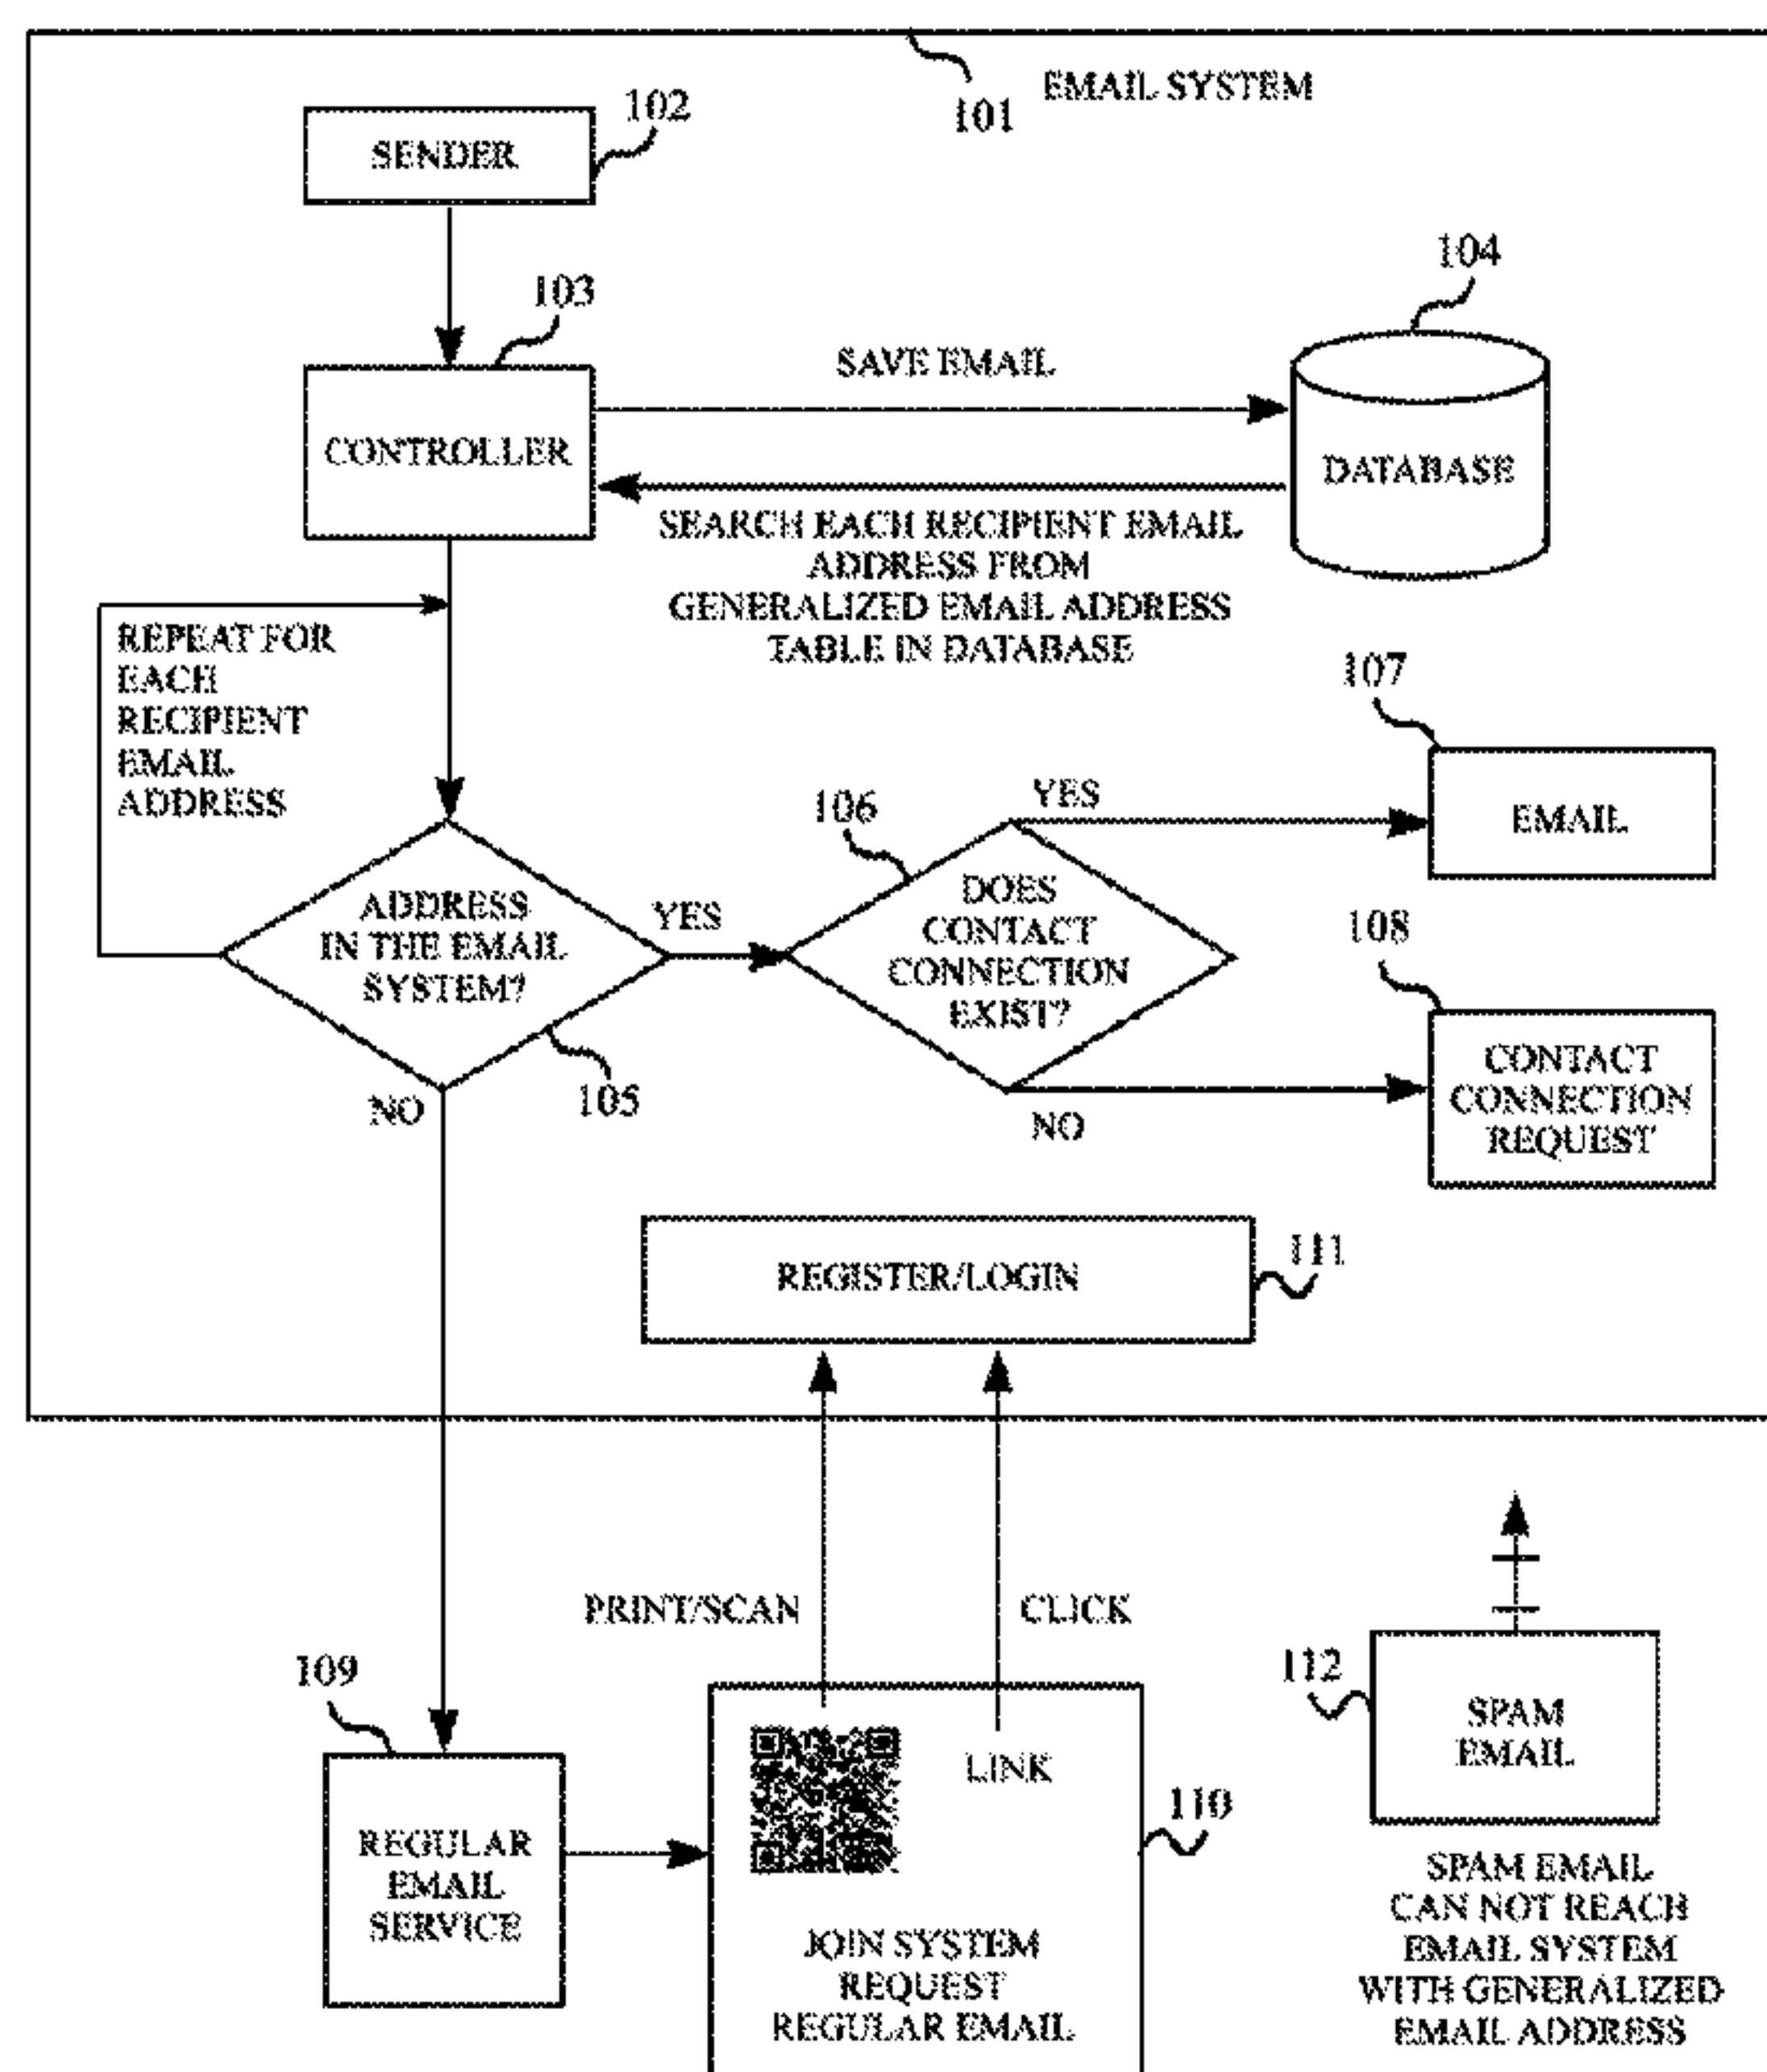 101
EMAIL SYSTEM
102
SENDER
103
104
SAVE EMAIL
CONTROLLER
DATABASE
SEARCH EACH RECIPIENT EMAIL
ADDRESS FROM
GENERALIZED EMAIL ADDRESS
TABLE IN DATABASE
REPEAT FOR
EACH
RECIPIENT
EMAIL
ADDRESS
107
106
YES
EMAIL
ADDRESS
IN THE EMAIL
SYSTEM?
YES
DOES
CONTACT
CONNECTION
EXIST?
108
105
NO
NO
CONTACT
CONNECTION
REQUEST
REGISTER/LOGIN
111
PRINT/SCAN
CLICK
109
112
SPAM
EMAIL
LINK
110
REGULAR
EMAIL
SERVICE
JOIN SYSTEM
REQUEST
REGULAR EMAIL
SPAM EMAIL
CAN NOT REACH
EMAIL SYSTEM
WITH GENERALIZED
EMAIL ADDRESS